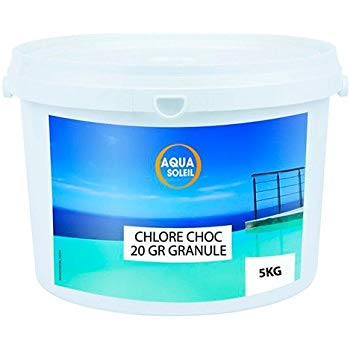 AQUA
SOLEIL
CHLORE CHOC
20 GR GRANULE
5KG